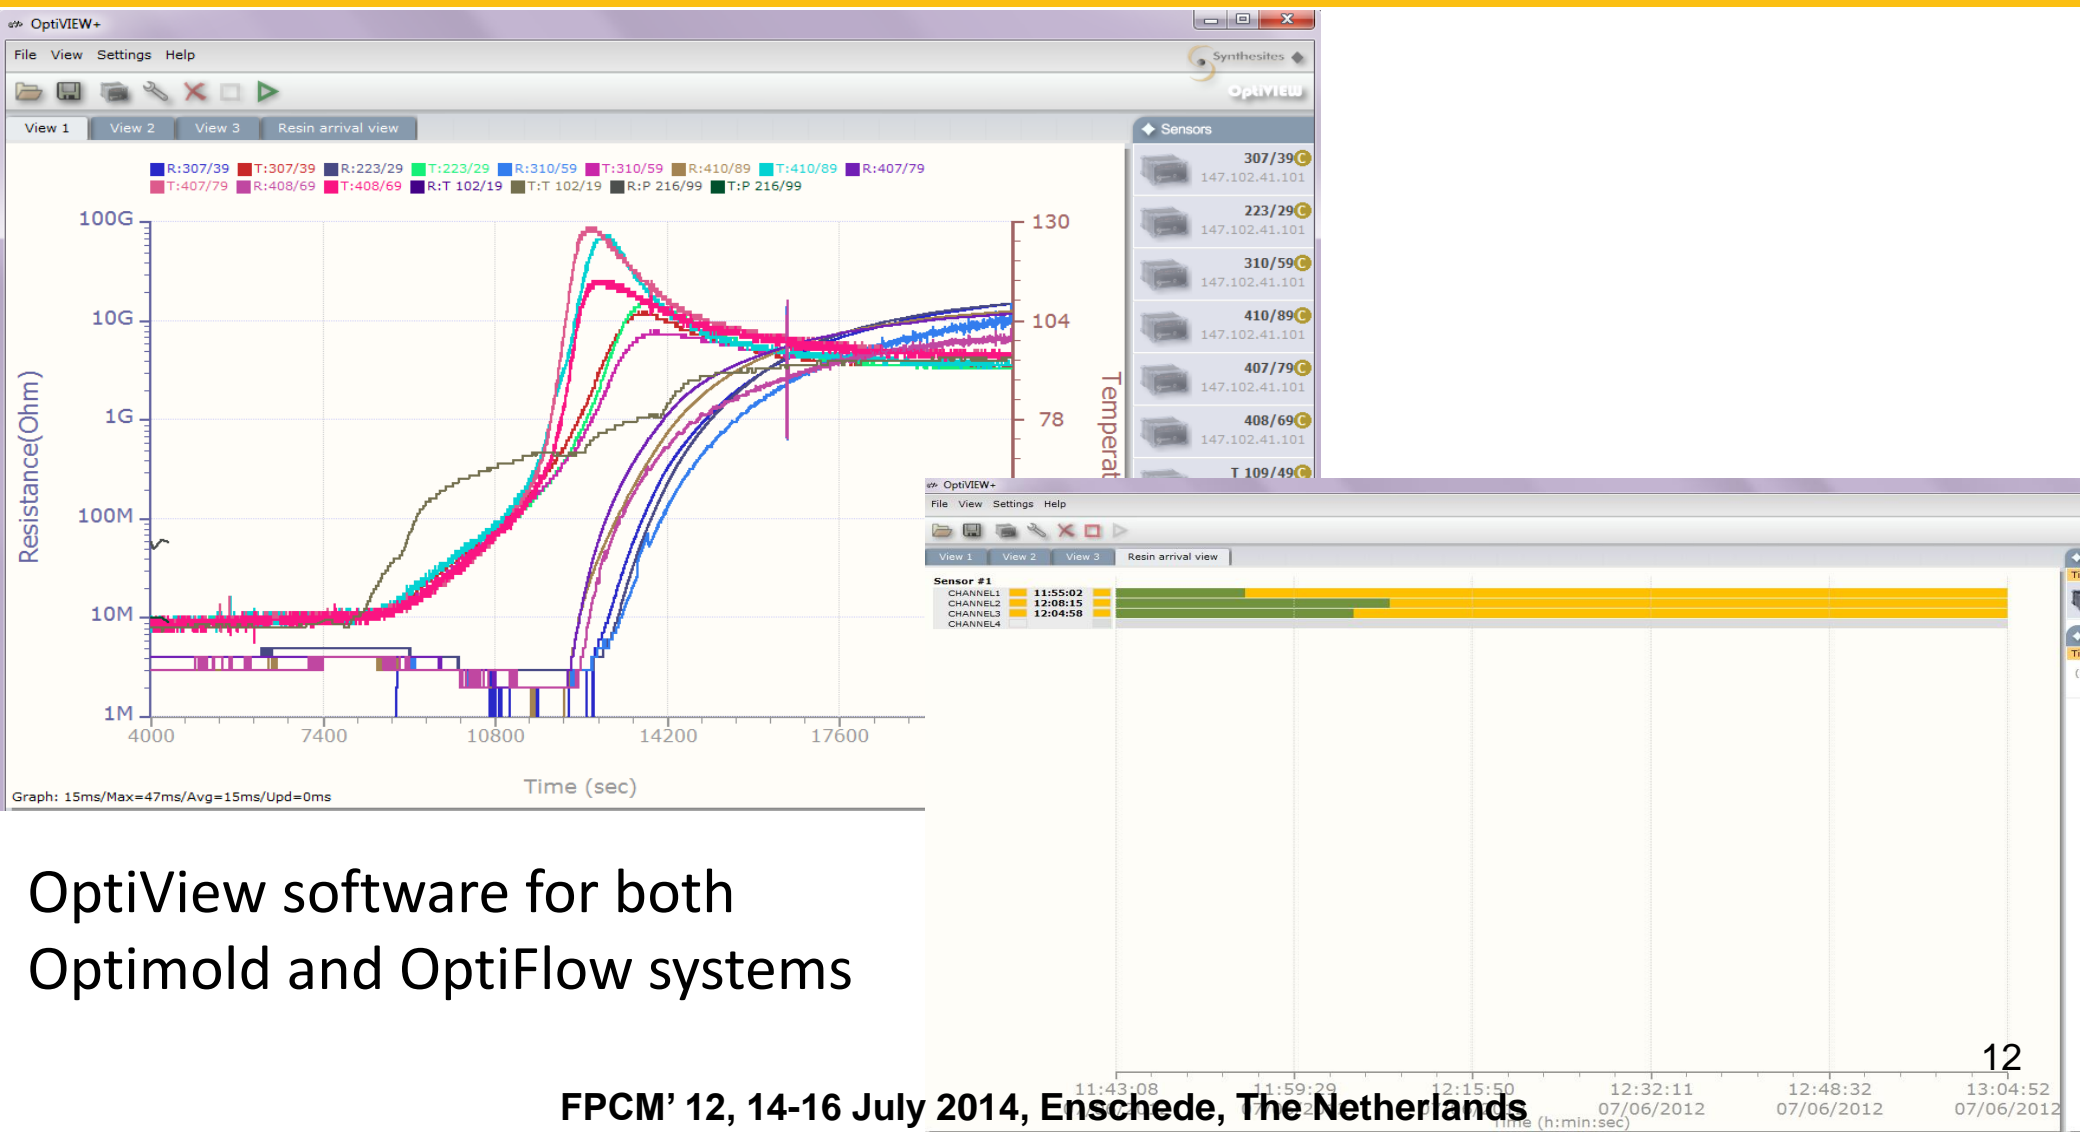 OptiVIEW+
File View Settings Help
Synthesites
OptiVIEW
View 1 View 2 View 3 Resin arrival view
Sensors
R:307/39 T:307/39 R:223/29 T:223/29 R:310/59 T:310/59 R:410/89 T:410/89 R:407/79
T:407/79 R:408/69 T:408/69 R:T 102/19 T:T 102/19 R:P 216/99 T:P 216/99
307/39 C
147.102.41.101
223/29 C
147.102.41.101
310/59 C
147.102.41.101
410/89 C
147.102.41.101
407/79 C
147.102.41.101
408/69 C
147.102.41.101
T 109/49 C
100G
10G
1G
100M
10M
1M
Resistance(Ohm)
130
104
78
Temperat
4000 7400 10800 14200 17600
Time (sec)
Graph: 15ms/Max=47ms/Avg=15ms/Upd=0ms
OptiVIEW+
File View Settings Help
View 1 View 2 View 3 Resin arrival view
Sensor #1
CHANNEL1 11:55:02
CHANNEL2 12:08:15
CHANNEL3 12:04:58
CHANNEL4
11:43:08 11:59:29 12:15:50 12:32:11 12:48:32 13:04:52
07/06/2012 07/06/2012 07/06/2012
(h:min:sec)
OptiView software for both
Optimold and OptiFlow systems
12
FPCM’ 12, 14-16 July 2014, Enschede, The Netherlands